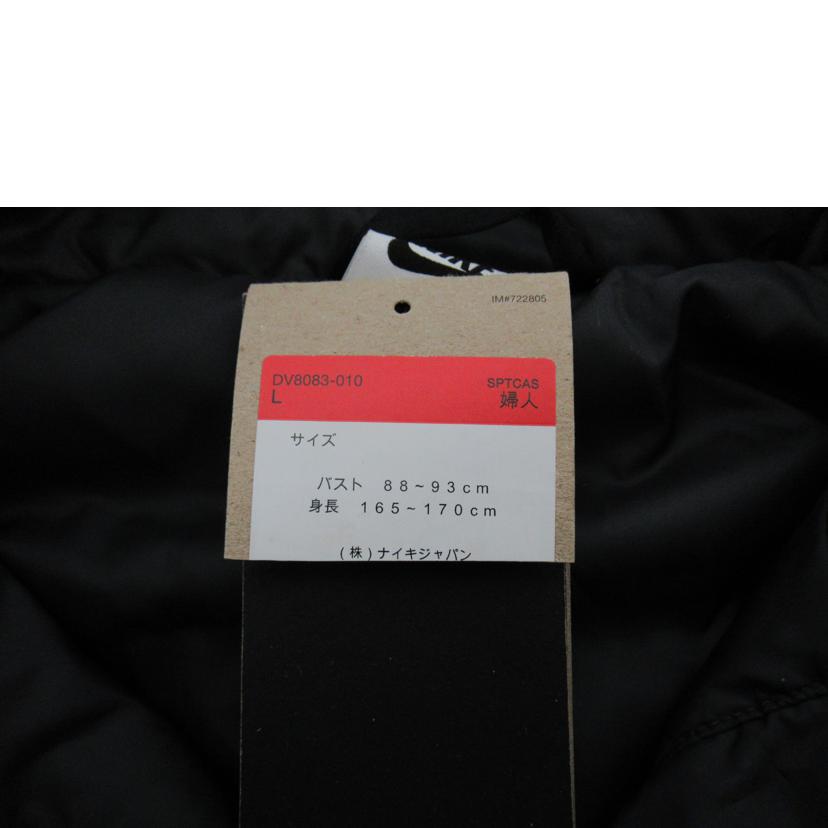 IM#722805
DV8083-010 SPTCAS
L 婦人
サイズ
バスト 88~93cm
身長 165~170cm
(株)ナイキジャパン